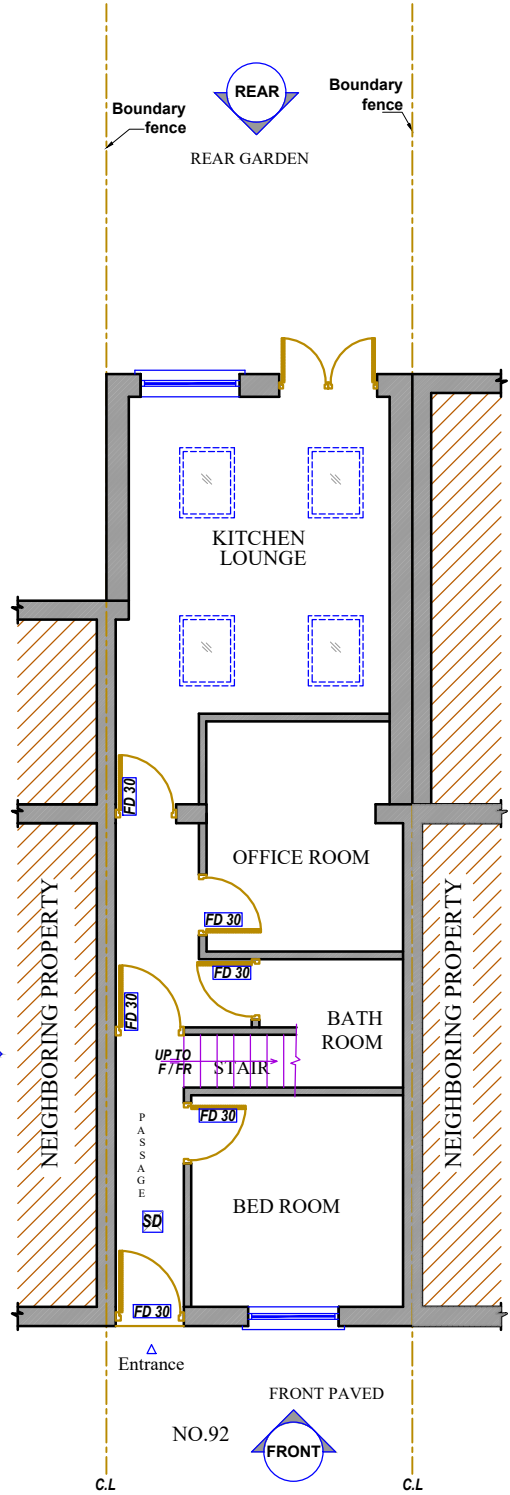 REAR
Boundary
fence
Boundary
fence
REAR GARDEN
KITCHEN
LOUNGE
FD 30
OFFICE ROOM
FD 30
FD 30
FD 30
BATH
ROOM
UP TO
F/FR
STAIR
NEIGHBORING PROPERTY
NEIGHBORING PROPERTY
PASSAGE
FD 30
BED ROOM
SD
FD 30
Entrance
FRONT PAVED
NO.92
FRONT
C.L
C.L